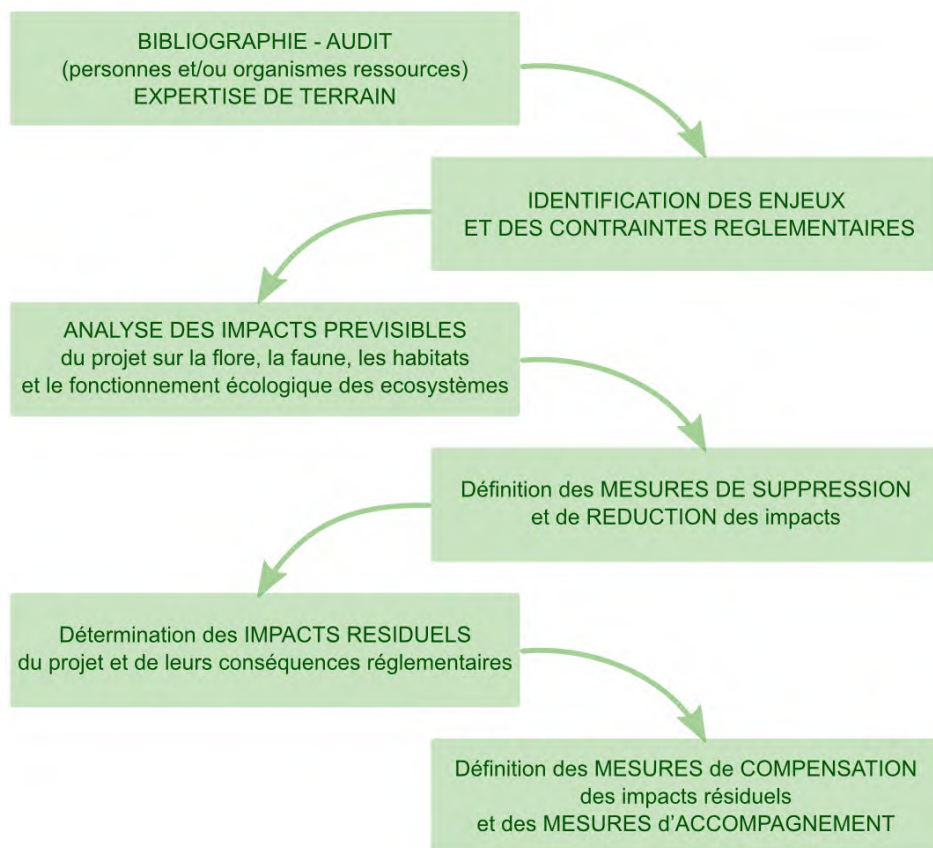 BIBLIOGRAPHIE - AUDIT
(personnes et/ou organismes ressources)
EXPERTISE DE TERRAIN
IDENTIFICATION DES ENJEUX
ET DES CONTRAINTES REGLEMENTAIRES
ANALYSE DES IMPACTS PREVISIBLES
du projet sur la flore, la faune, les habitats
et le fonctionnement écologique des ecosystèmes
Définition des MESURES DE SUPPRESSION
et de REDUCTION des impacts
Détermination des IMPACTS RESIDUELS
du projet et de leurs conséquences réglementaires
Définition des MESURES de COMPENSATION
des impacts résiduels
et des MESURES d'ACCOMPAGNEMENT